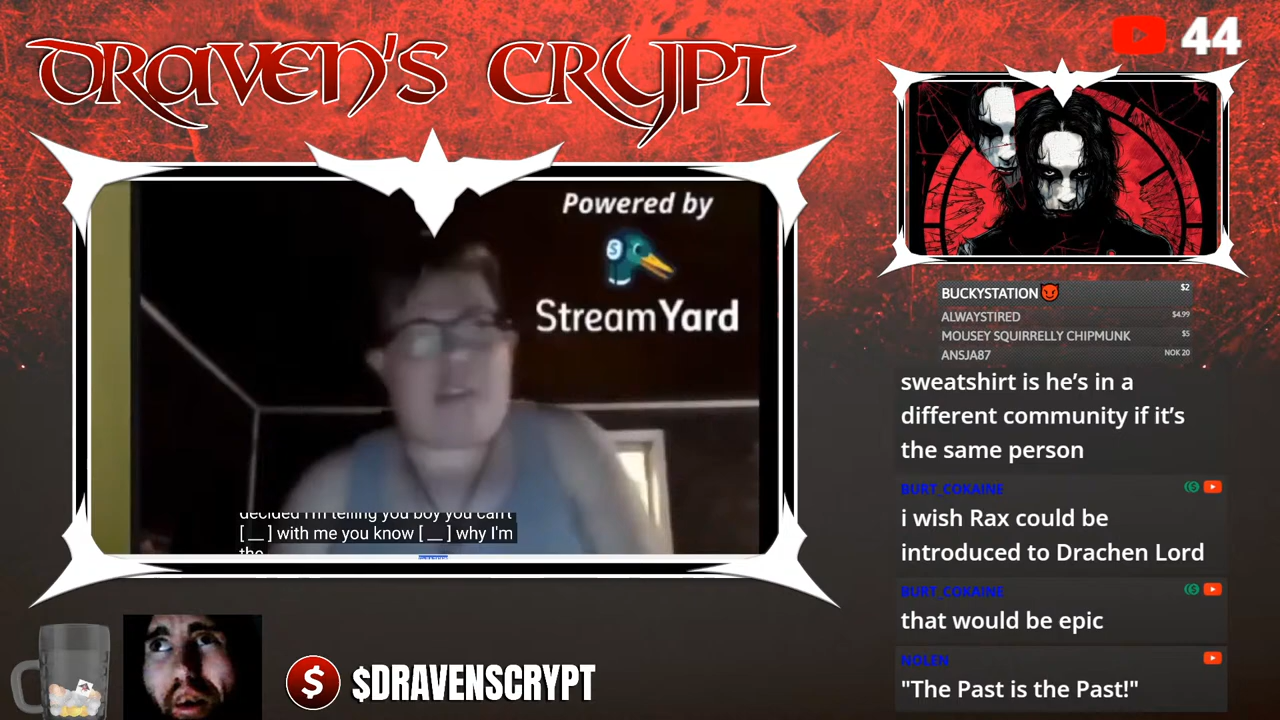 DRAVEN'S CRYPT
44
Powered by
S
StreamYard
decided I'm telling you boy you can't
[ __ ] with me you know [ __ ] why I'm
the
BUCKYSTATION😈 $2
ALWAYSTIRED $4.99
MOUSEY SQUIRRELLY CHIPMUNK $5
ANSJA87 NOK 20
sweatshirt is he's in a
different community if it's
the same person
BURT_COKAINE
i wish Rax could be
introduced to Drachen Lord
BURT_COKAINE
that would be epic
NOLEN
"The Past is the Past!"
$ $DRAVENSCRYPT